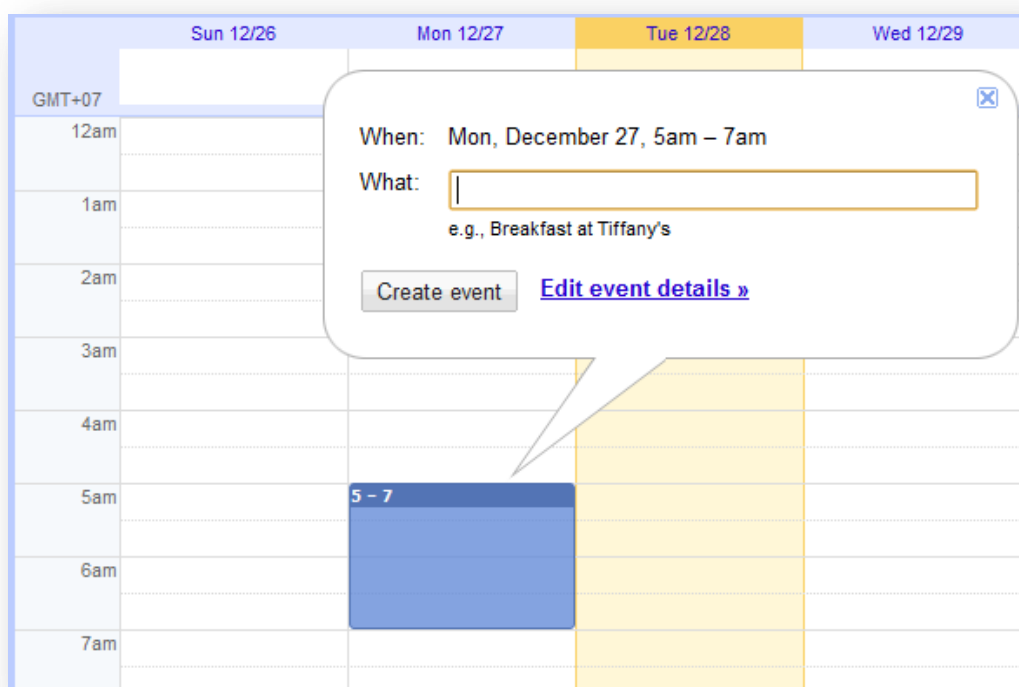 Sun 12/26 Mon 12/27 Tue 12/28 Wed 12/29
GMT+07
12am
1am
2am
3am
4am
5am
6am
7am
When: Mon, December 27, 5am – 7am
What:
e.g., Breakfast at Tiffany's
Create event Edit event details »
5 – 7